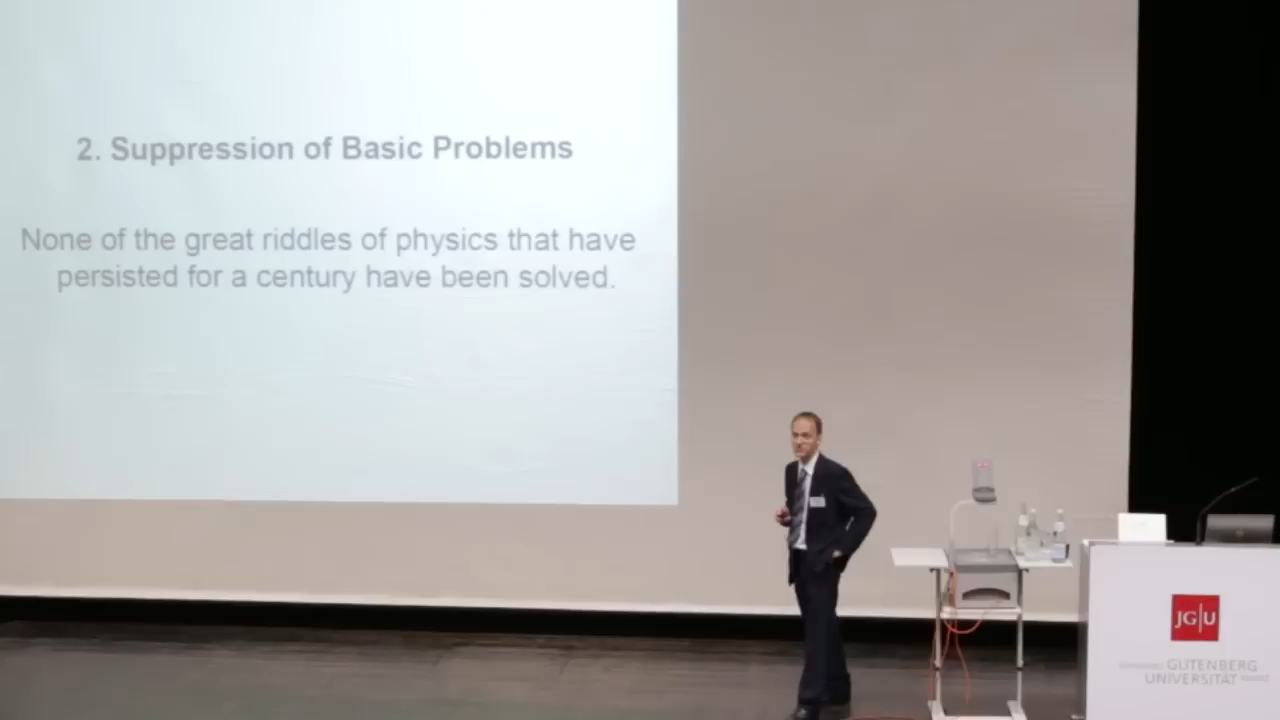 2. Suppression of Basic Problems
None of the great riddles of physics that have
persisted for a century have been solved.
JG|U
GUTENBERG
UNIVERSITÄT